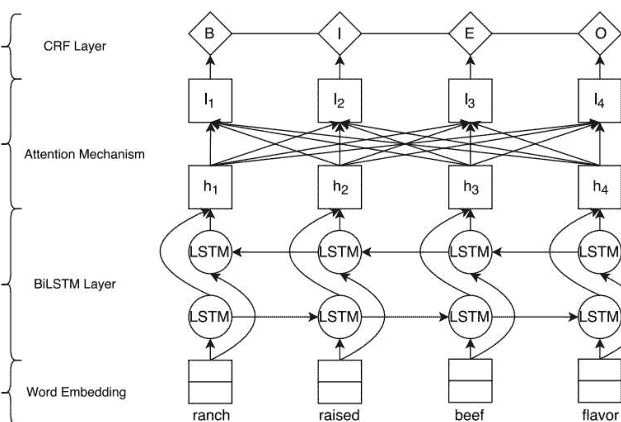 CRF Layer
B I E O
l1 l2 l3 l4
Attention Mechanism
h1 h2 h3 h4
LSTM LSTM LSTM LSTM
BiLSTM Layer
LSTM LSTM LSTM LSTM
Word Embedding
ranch raised beef flavor